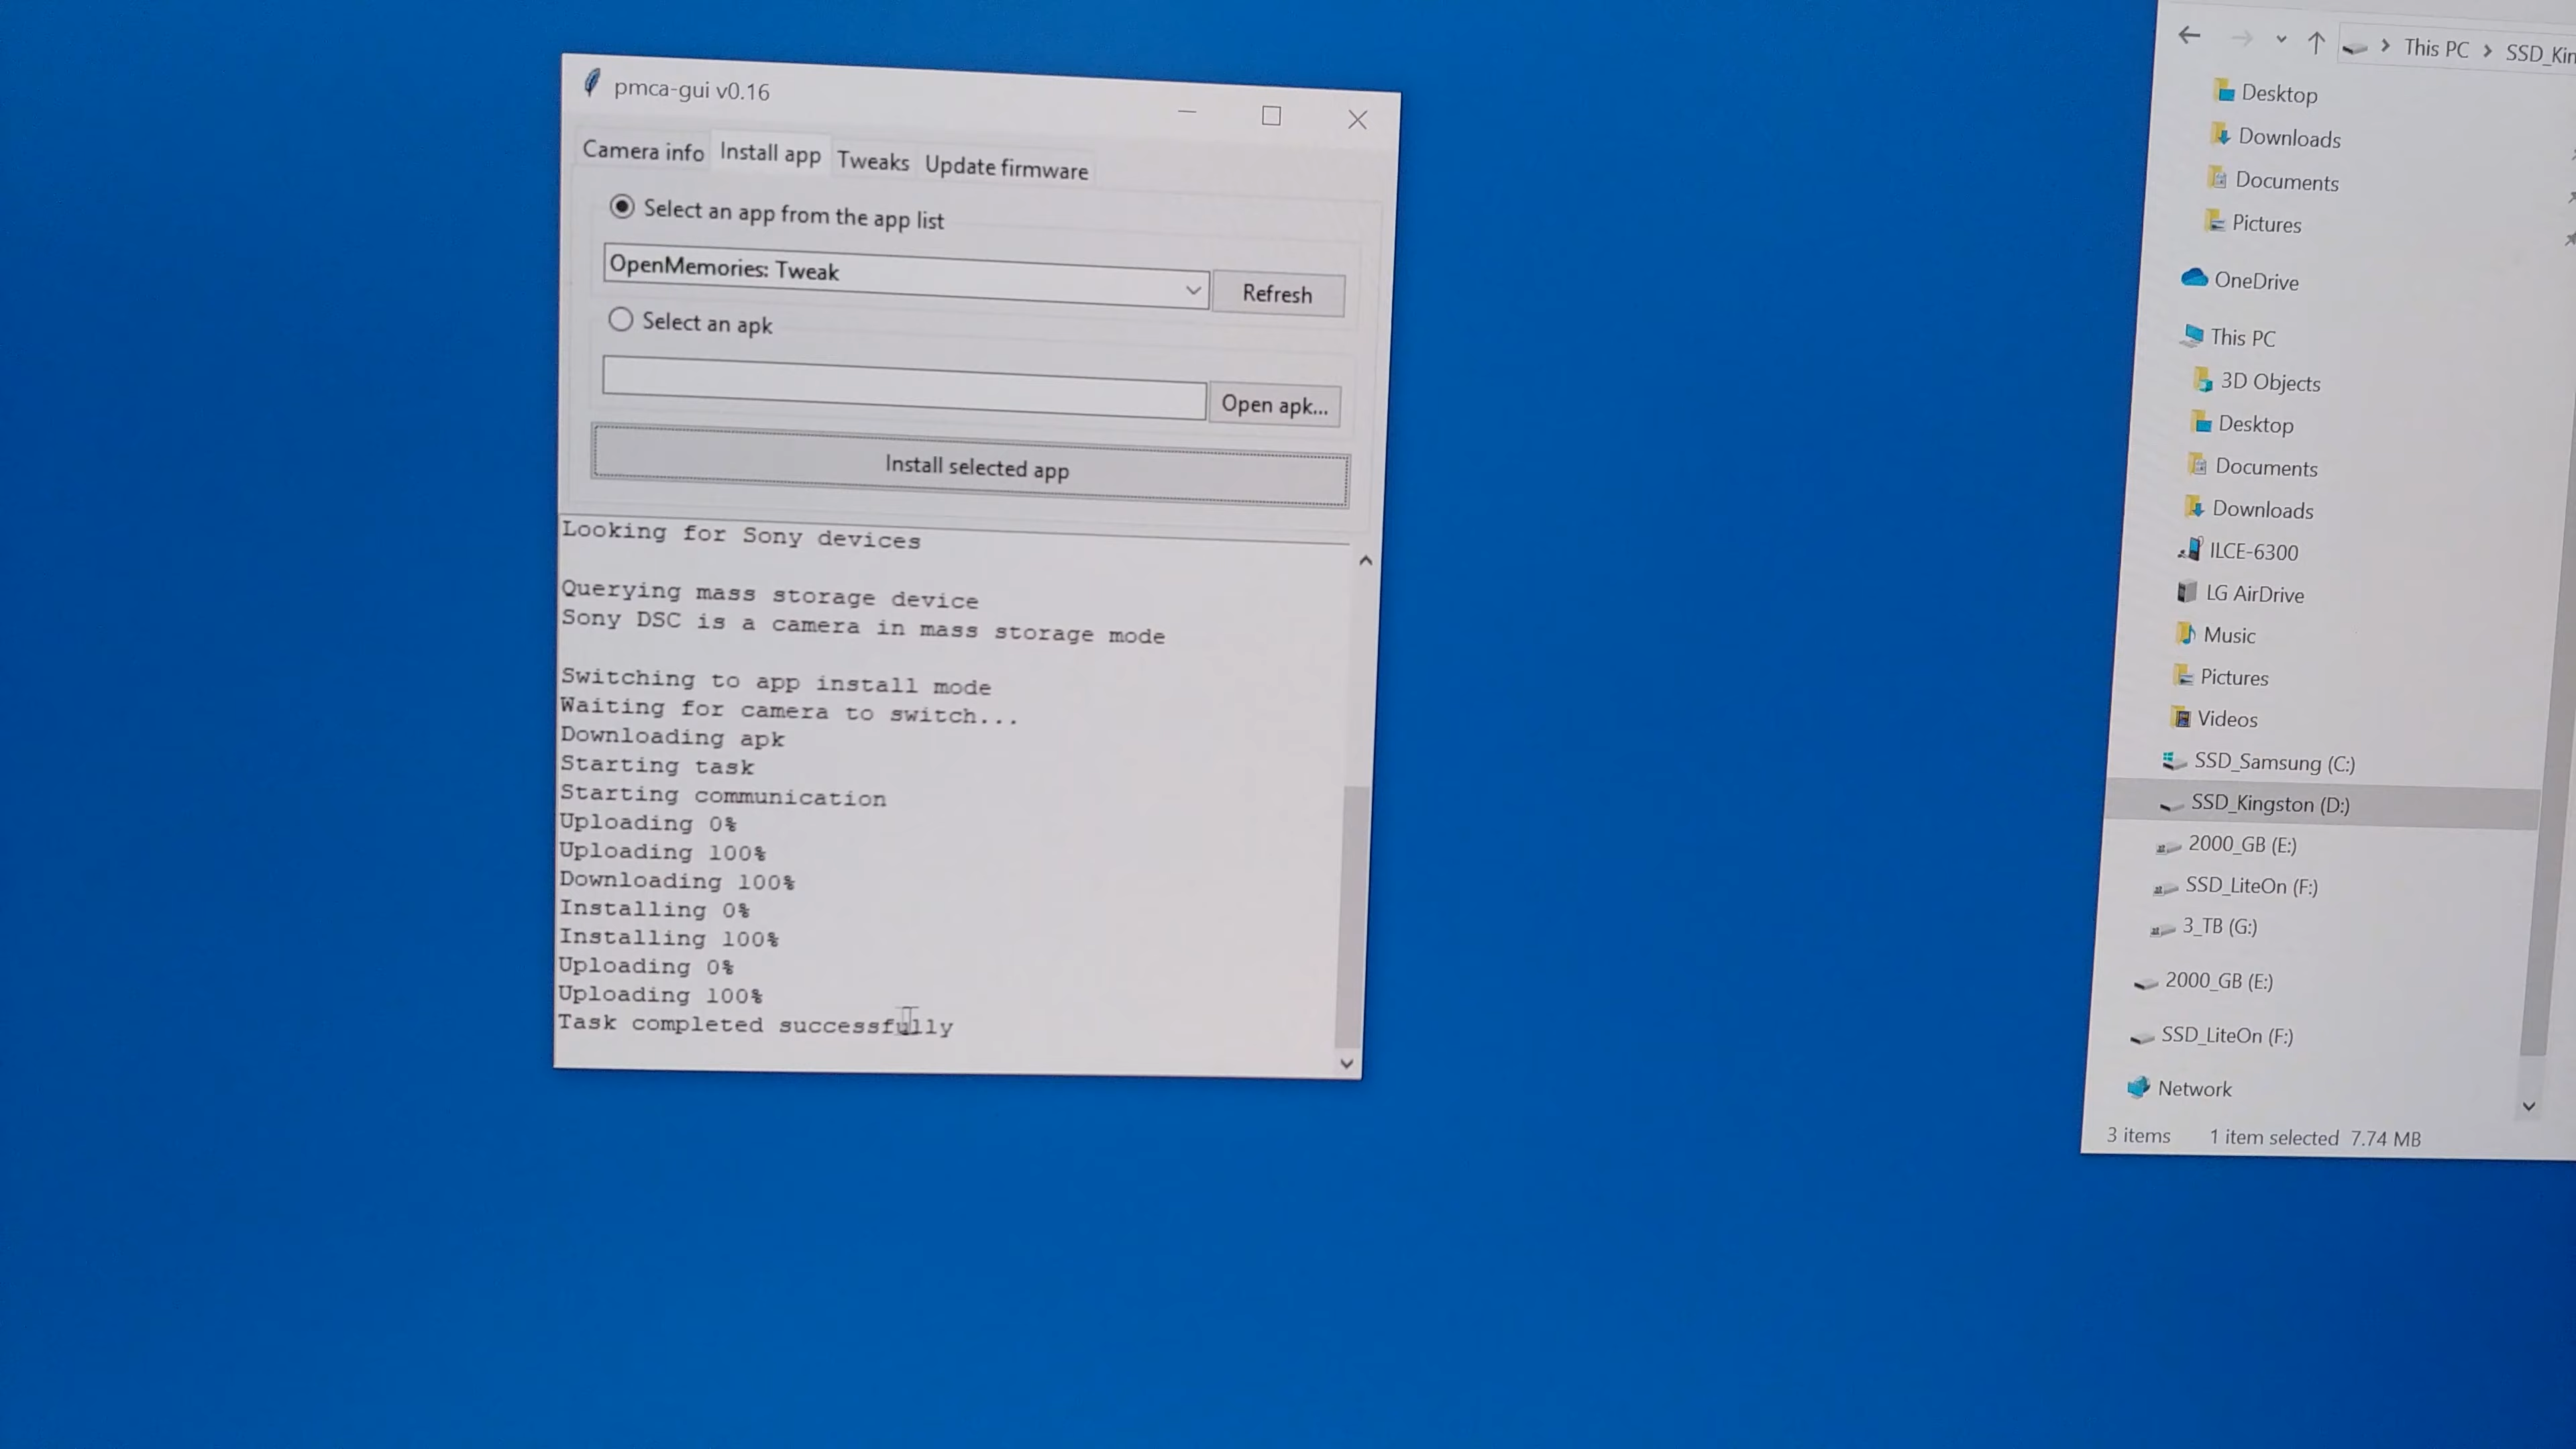 pmca-gui v0.16
Camera info Install app Tweaks Update firmware
Select an app from the app list
OpenMemories: Tweak
Refresh
Select an apk
Open apk...
Install selected app
Looking for Sony devices
Querying mass storage device
Sony DSC is a camera in mass storage mode
Switching to app install mode
Waiting for camera to switch...
Downloading apk
Starting task
Starting communication
Uploading 0%
Uploading 100%
Downloading 100%
Installing 0%
Installing 100%
Uploading 0%
Uploading 100%
Task completed successfully
This PC > SSD_Kin
Desktop
Downloads
Documents
Pictures
OneDrive
This PC
3D Objects
Desktop
Documents
Downloads
ILCE-6300
LG AirDrive
Music
Pictures
Videos
SSD_Samsung (C:)
SSD_Kingston (D:)
2000_GB (E:)
SSD_LiteOn (F:)
3_TB (G:)
2000_GB (E:)
SSD_LiteOn (F:)
Network
3 items 1 item selected 7.74 MB